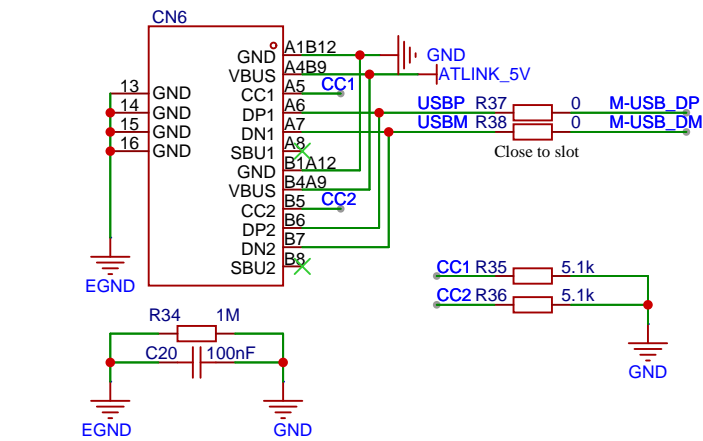 CN6
GND A1B12
GND
VBUS A4B9
ATLINK_5V
13 GND
CC1 A5 CC1
14 GND
DP1 A6
USBP R37 0 M-USB_DP
15 GND
DN1 A7
USBM R38 0 M-USB_DM
16 GND
SBU1 A8
Close to slot
GND B1A12
VBUS B4A9
CC2 B5 CC2
DP2 B6
DN2 B7
SBU2 B8
EGND
CC1 R35 5.1k
CC2 R36 5.1k
GND
R34 1M
C20 100nF
EGND
GND